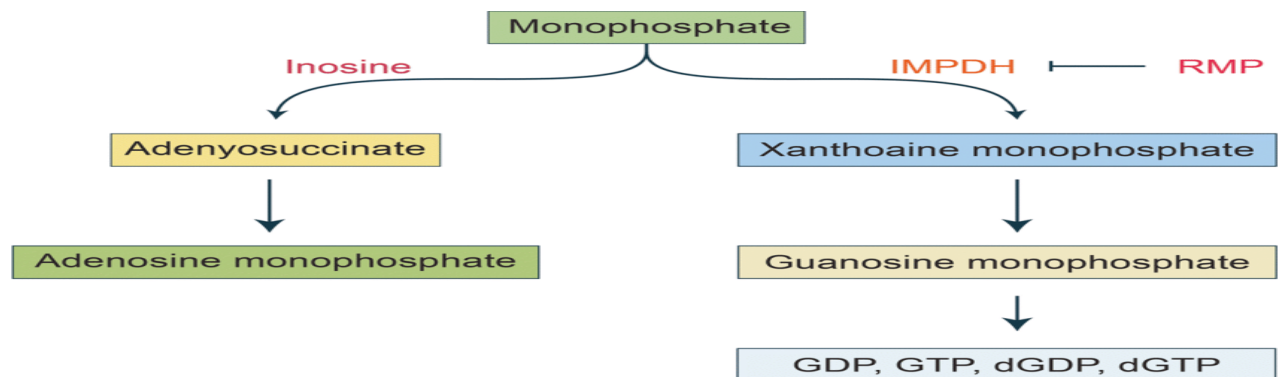 Monophosphate
Inosine
IMPDH
RMP
Adenyosuccinate
Xanthoaine monophosphate
Adenosine monophosphate
Guanosine monophosphate
GDP, GTP, dGDP, dGTP